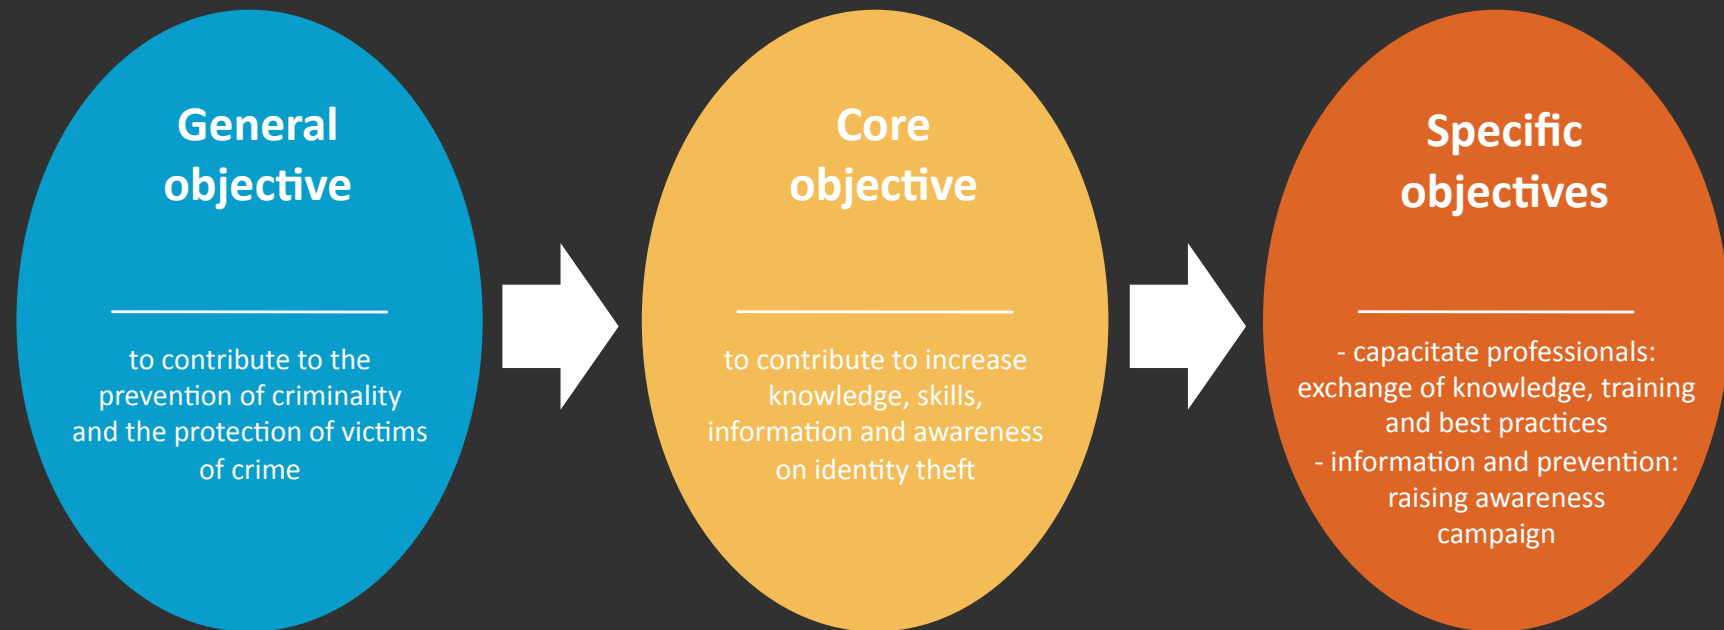 General
objective
to contribute to the
prevention of criminality
and the protection of victims
of crime
Core
objective
to contribute to increase
knowledge, skills,
information and awareness
on identity theft
Specific
objectives
- capacitate professionals:
exchange of knowledge, training
and best practices
- information and prevention:
raising awareness
campaign